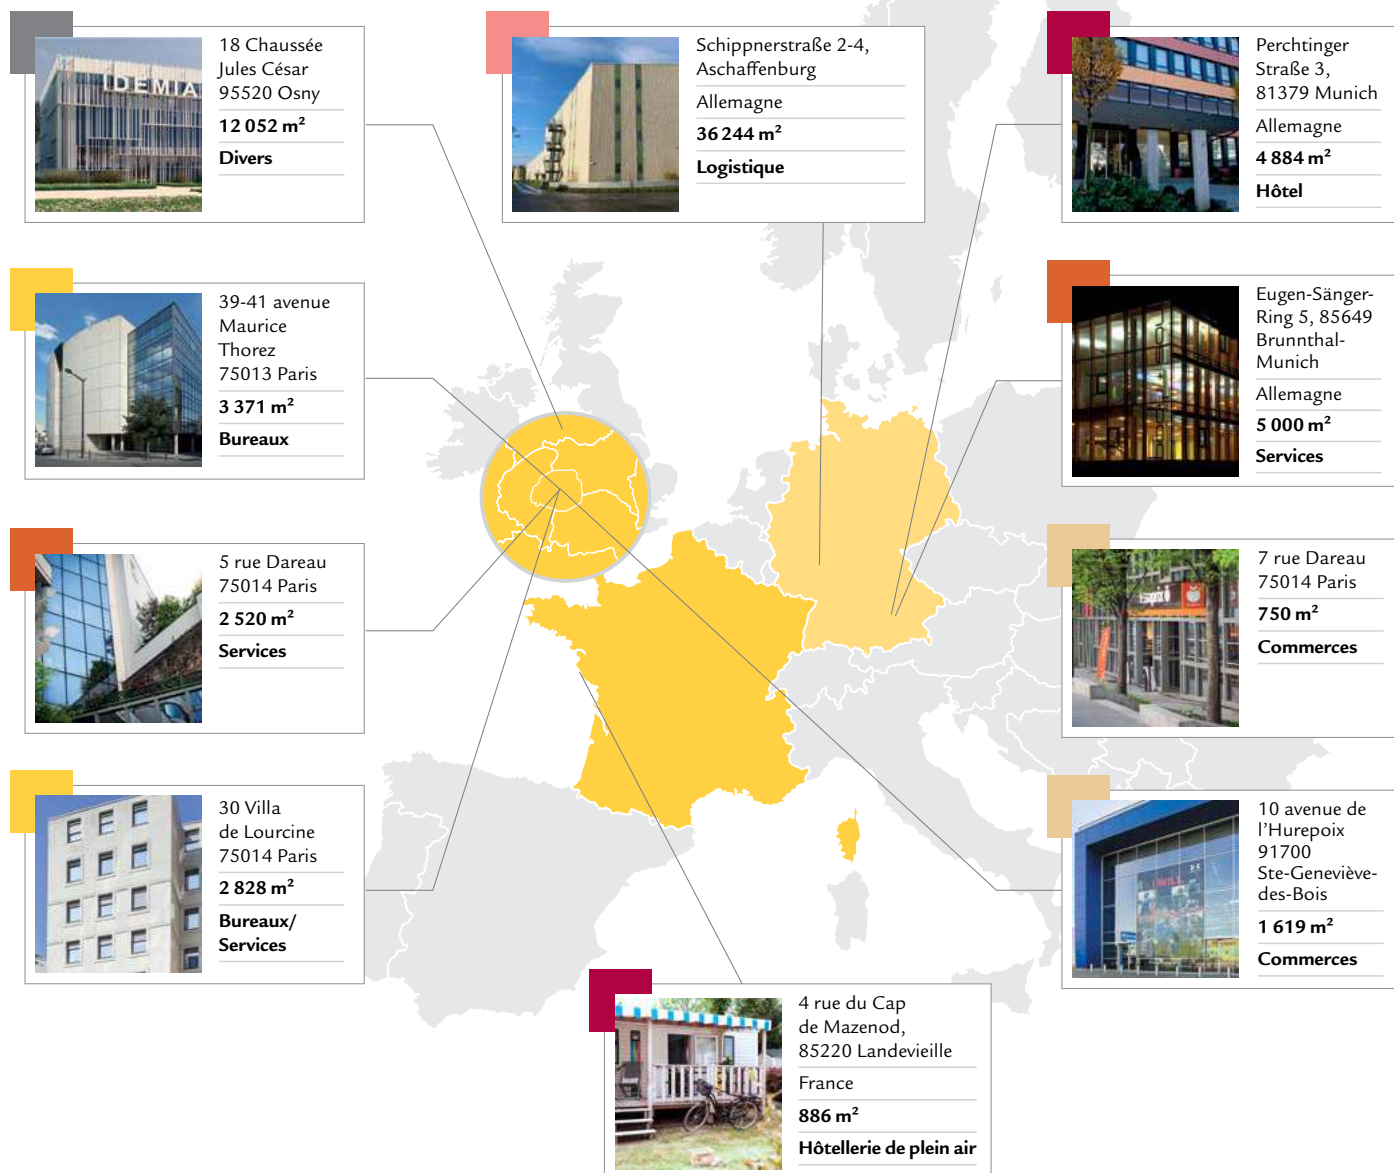 IDEMIA
18 Chaussée
Jules César
95520 Osny
12 052 m²
Divers
Schippnerstraße 2-4,
Aschaffenburg
Allemagne
36 244 m²
Logistique
Perchtinger
Straße 3,
81379 Munich
Allemagne
4 884 m²
Hôtel
39-41 avenue
Maurice
Thorez
75013 Paris
3 371 m²
Bureaux
Eugen-Sänger-
Ring 5, 85649
Brunnthal-
Munich
Allemagne
5 000 m²
Services
5 rue Dareau
75014 Paris
2 520 m²
Services
7 rue Dareau
75014 Paris
750 m²
Commerces
30 Villa
de Lourcine
75014 Paris
2 828 m²
Bureaux/
Services
I WILL
10 avenue de
l'Hurepoix
91700
Ste-Geneviève-
des-Bois
1 619 m²
Commerces
4 rue du Cap
de Mazenod,
85220 Landevieille
France
886 m²
Hôtellerie de plein air